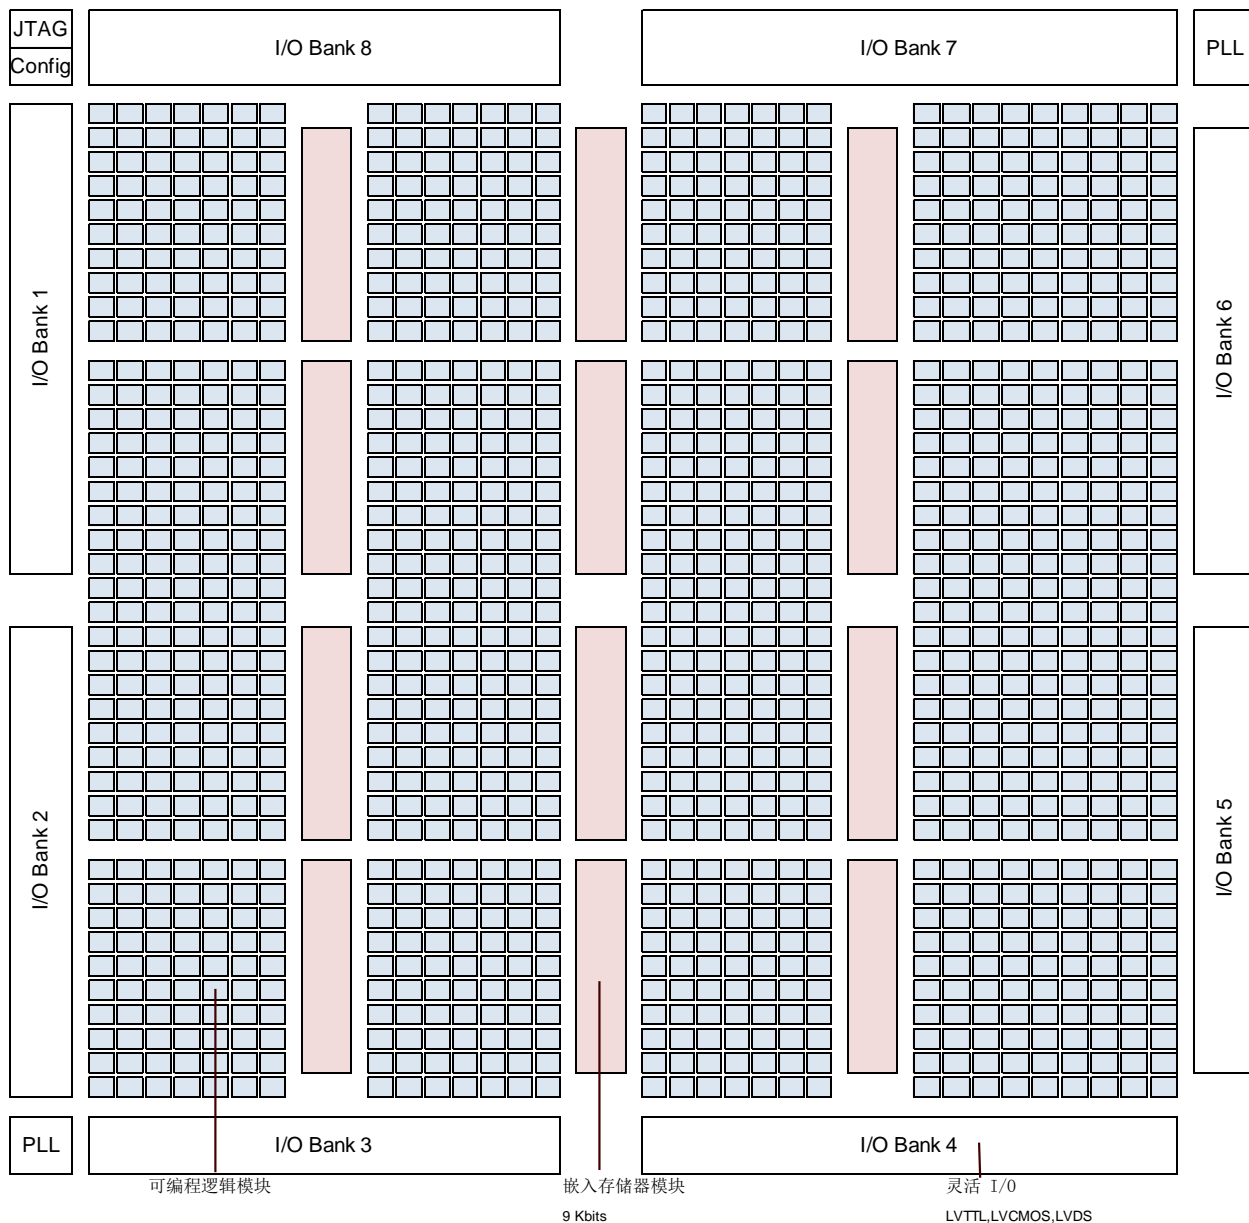 JTAG
Config
I/O Bank 8
I/O Bank 7
PLL
I/O Bank 1
I/O Bank 6
I/O Bank 2
I/O Bank 5
PLL
I/O Bank 3
I/O Bank 4
可编程逻辑模块
嵌入存储器模块
灵活 I/O
9 Kbits
LVTTL,LVCMOS,LVDS